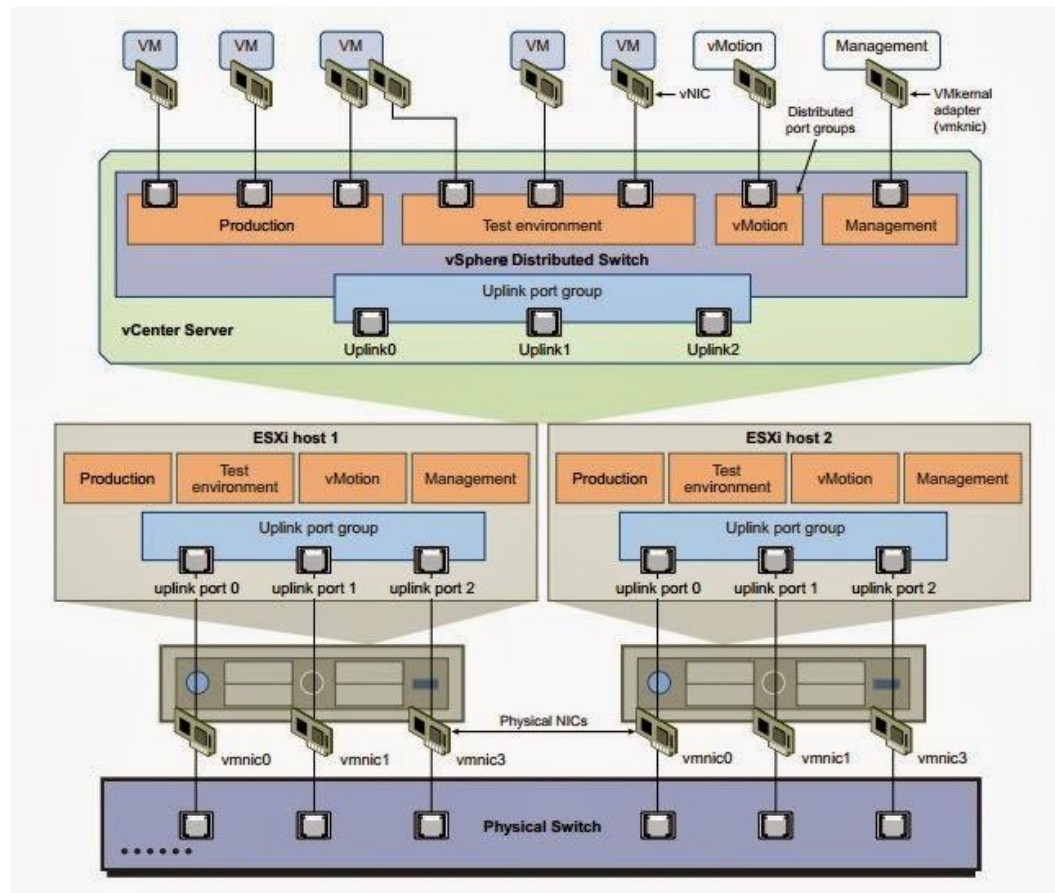 VM
VM
VM
VM
VM
vMotion
Management
vNIC
VMkernal
adapter
(vmknic)
Distributed
port groups
Production
Test environment
vMotion
Management
vSphere Distributed Switch
Uplink port group
vCenter Server
Uplink0
Uplink1
Uplink2
ESXi host 1
Production
Test
environment
vMotion
Management
Uplink port group
uplink port 0
uplink port 1
uplink port 2
ESXi host 2
Production
Test
environment
vMotion
Management
Uplink port group
uplink port 0
uplink port 1
uplink port 2
Physical NICs
vmnic0
vmnic1
vmnic3
vmnic0
vmnic1
vmnic3
Physical Switch